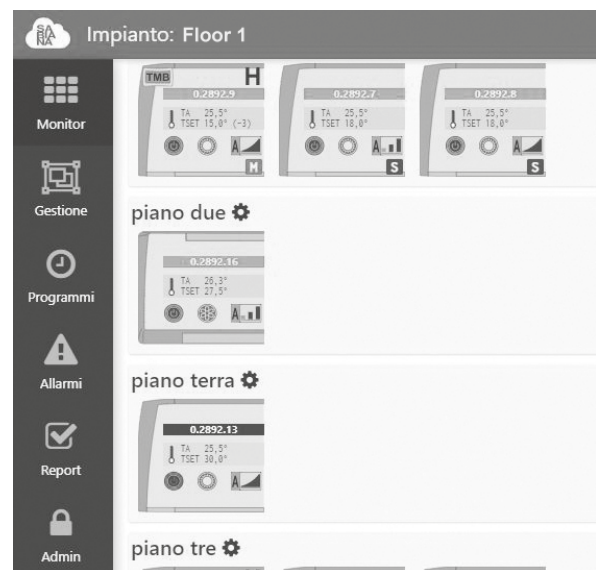 SABIANA Impianto: Floor 1
Monitor
Gestione
Programmi
Allarmi
Report
Admin
TMB H
0.2892.9
TA 25,5°
TSET 15,0° (-3)
A
M
0.2892.7
TA 25,5°
TSET 18,0°
A
S
0.2892.8
TA 25,5°
TSET 18,0°
A
S
piano due
0.2892.16
TA 26,3°
TSET 27,5°
A
piano terra
0.2892.13
TA 25,5°
TSET 30,0°
A
piano tre